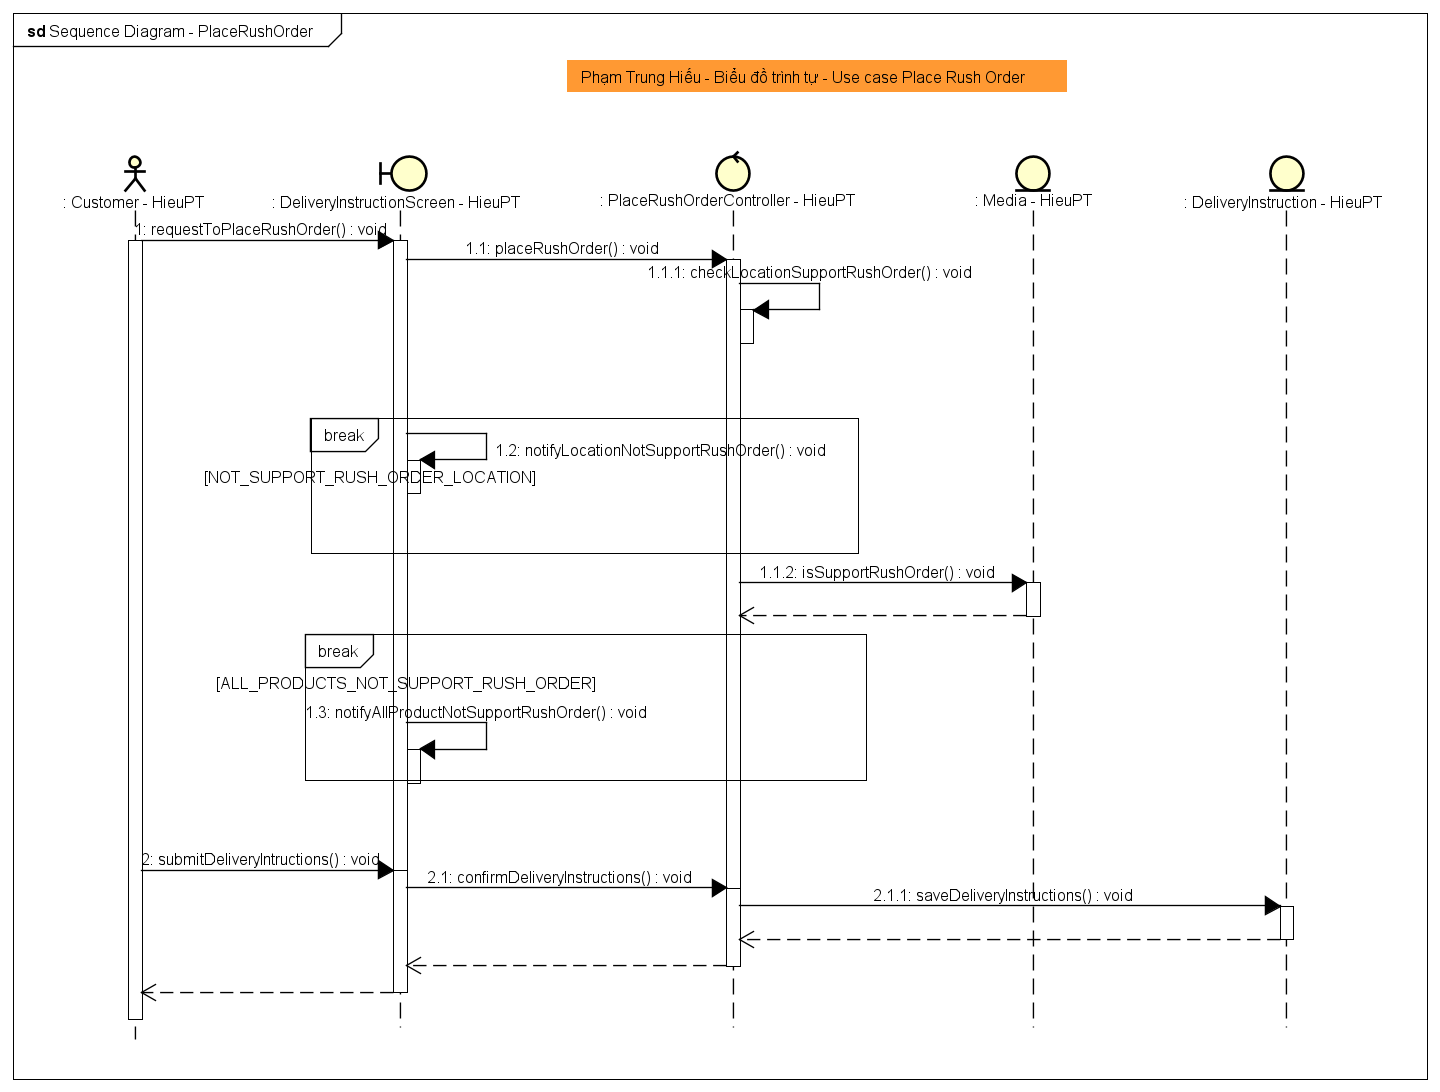 sd Sequence Diagram - PlaceRushOrder
Phạm Trung Hiếu - Biểu đồ trình tự - Use case Place Rush Order
: Customer - HieuPT
: DeliveryInstructionScreen - HieuPT
: PlaceRushOrderController - HieuPT
: Media - HieuPT
: DeliveryInstruction - HieuPT
1: requestToPlaceRushOrder() : void
1.1: placeRushOrder() : void
1.1.1: checkLocationSupportRushOrder() : void
break
1.2: notifyLocationNotSupportRushOrder() : void
[NOT_SUPPORT_RUSH_ORDER_LOCATION]
1.1.2: isSupportRushOrder() : void
break
[ALL_PRODUCTS_NOT_SUPPORT_RUSH_ORDER]
1.3: notifyAllProductNotSupportRushOrder() : void
2: submitDeliveryIntructions() : void
2.1: confirmDeliveryInstructions() : void
2.1.1: saveDeliveryInstructions() : void